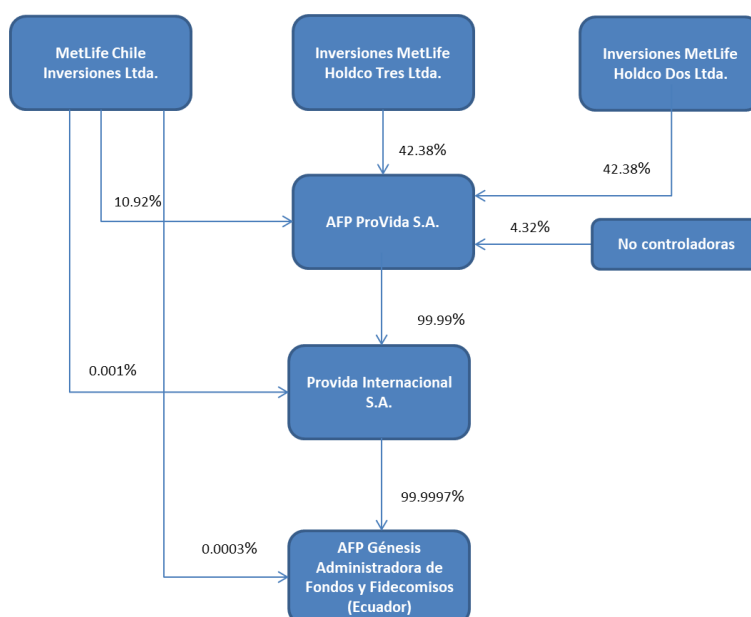 MetLife Chile
Inversiones Ltda.
Inversiones MetLife
Holdco Tres Ltda.
Inversiones MetLife
Holdco Dos Ltda.
42.38%
42.38%
10.92%
AFP ProVida S.A.
4.32%
No controladoras
99.99%
0.001%
Provida Internacional
S.A.
99.9997%
0.0003%
AFP Génesis
Administradora de
Fondos y Fidecomisos
(Ecuador)